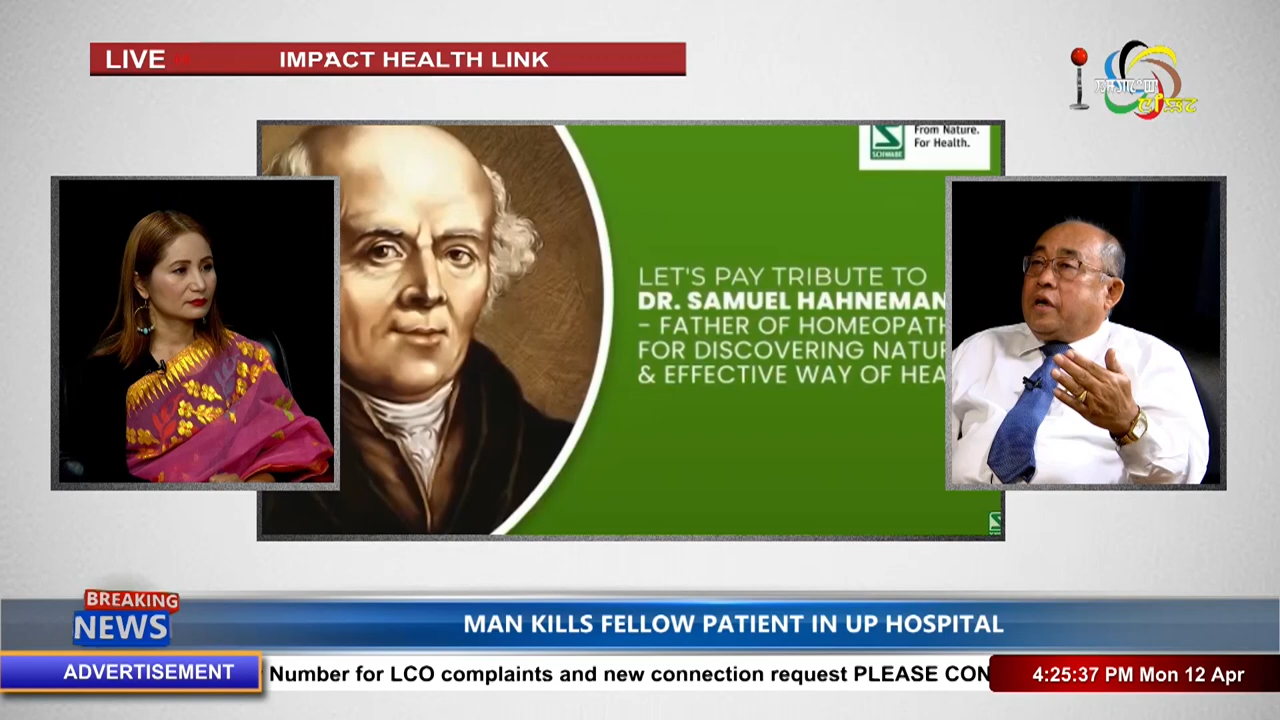 LIVE
IMPACT HEALTH LINK
From Nature.
For Health.
SCHWABE
LET'S PAY TRIBUTE TO
DR. SAMUEL HAHNEMAN
- FATHER OF HOMEOPATH
FOR DISCOVERING NATUR
& EFFECTIVE WAY OF HEA
BREAKING
NEWS
MAN KILLS FELLOW PATIENT IN UP HOSPITAL
ADVERTISEMENT
Number for LCO complaints and new connection request PLEASE CON
4:25:37 PM Mon 12 Apr